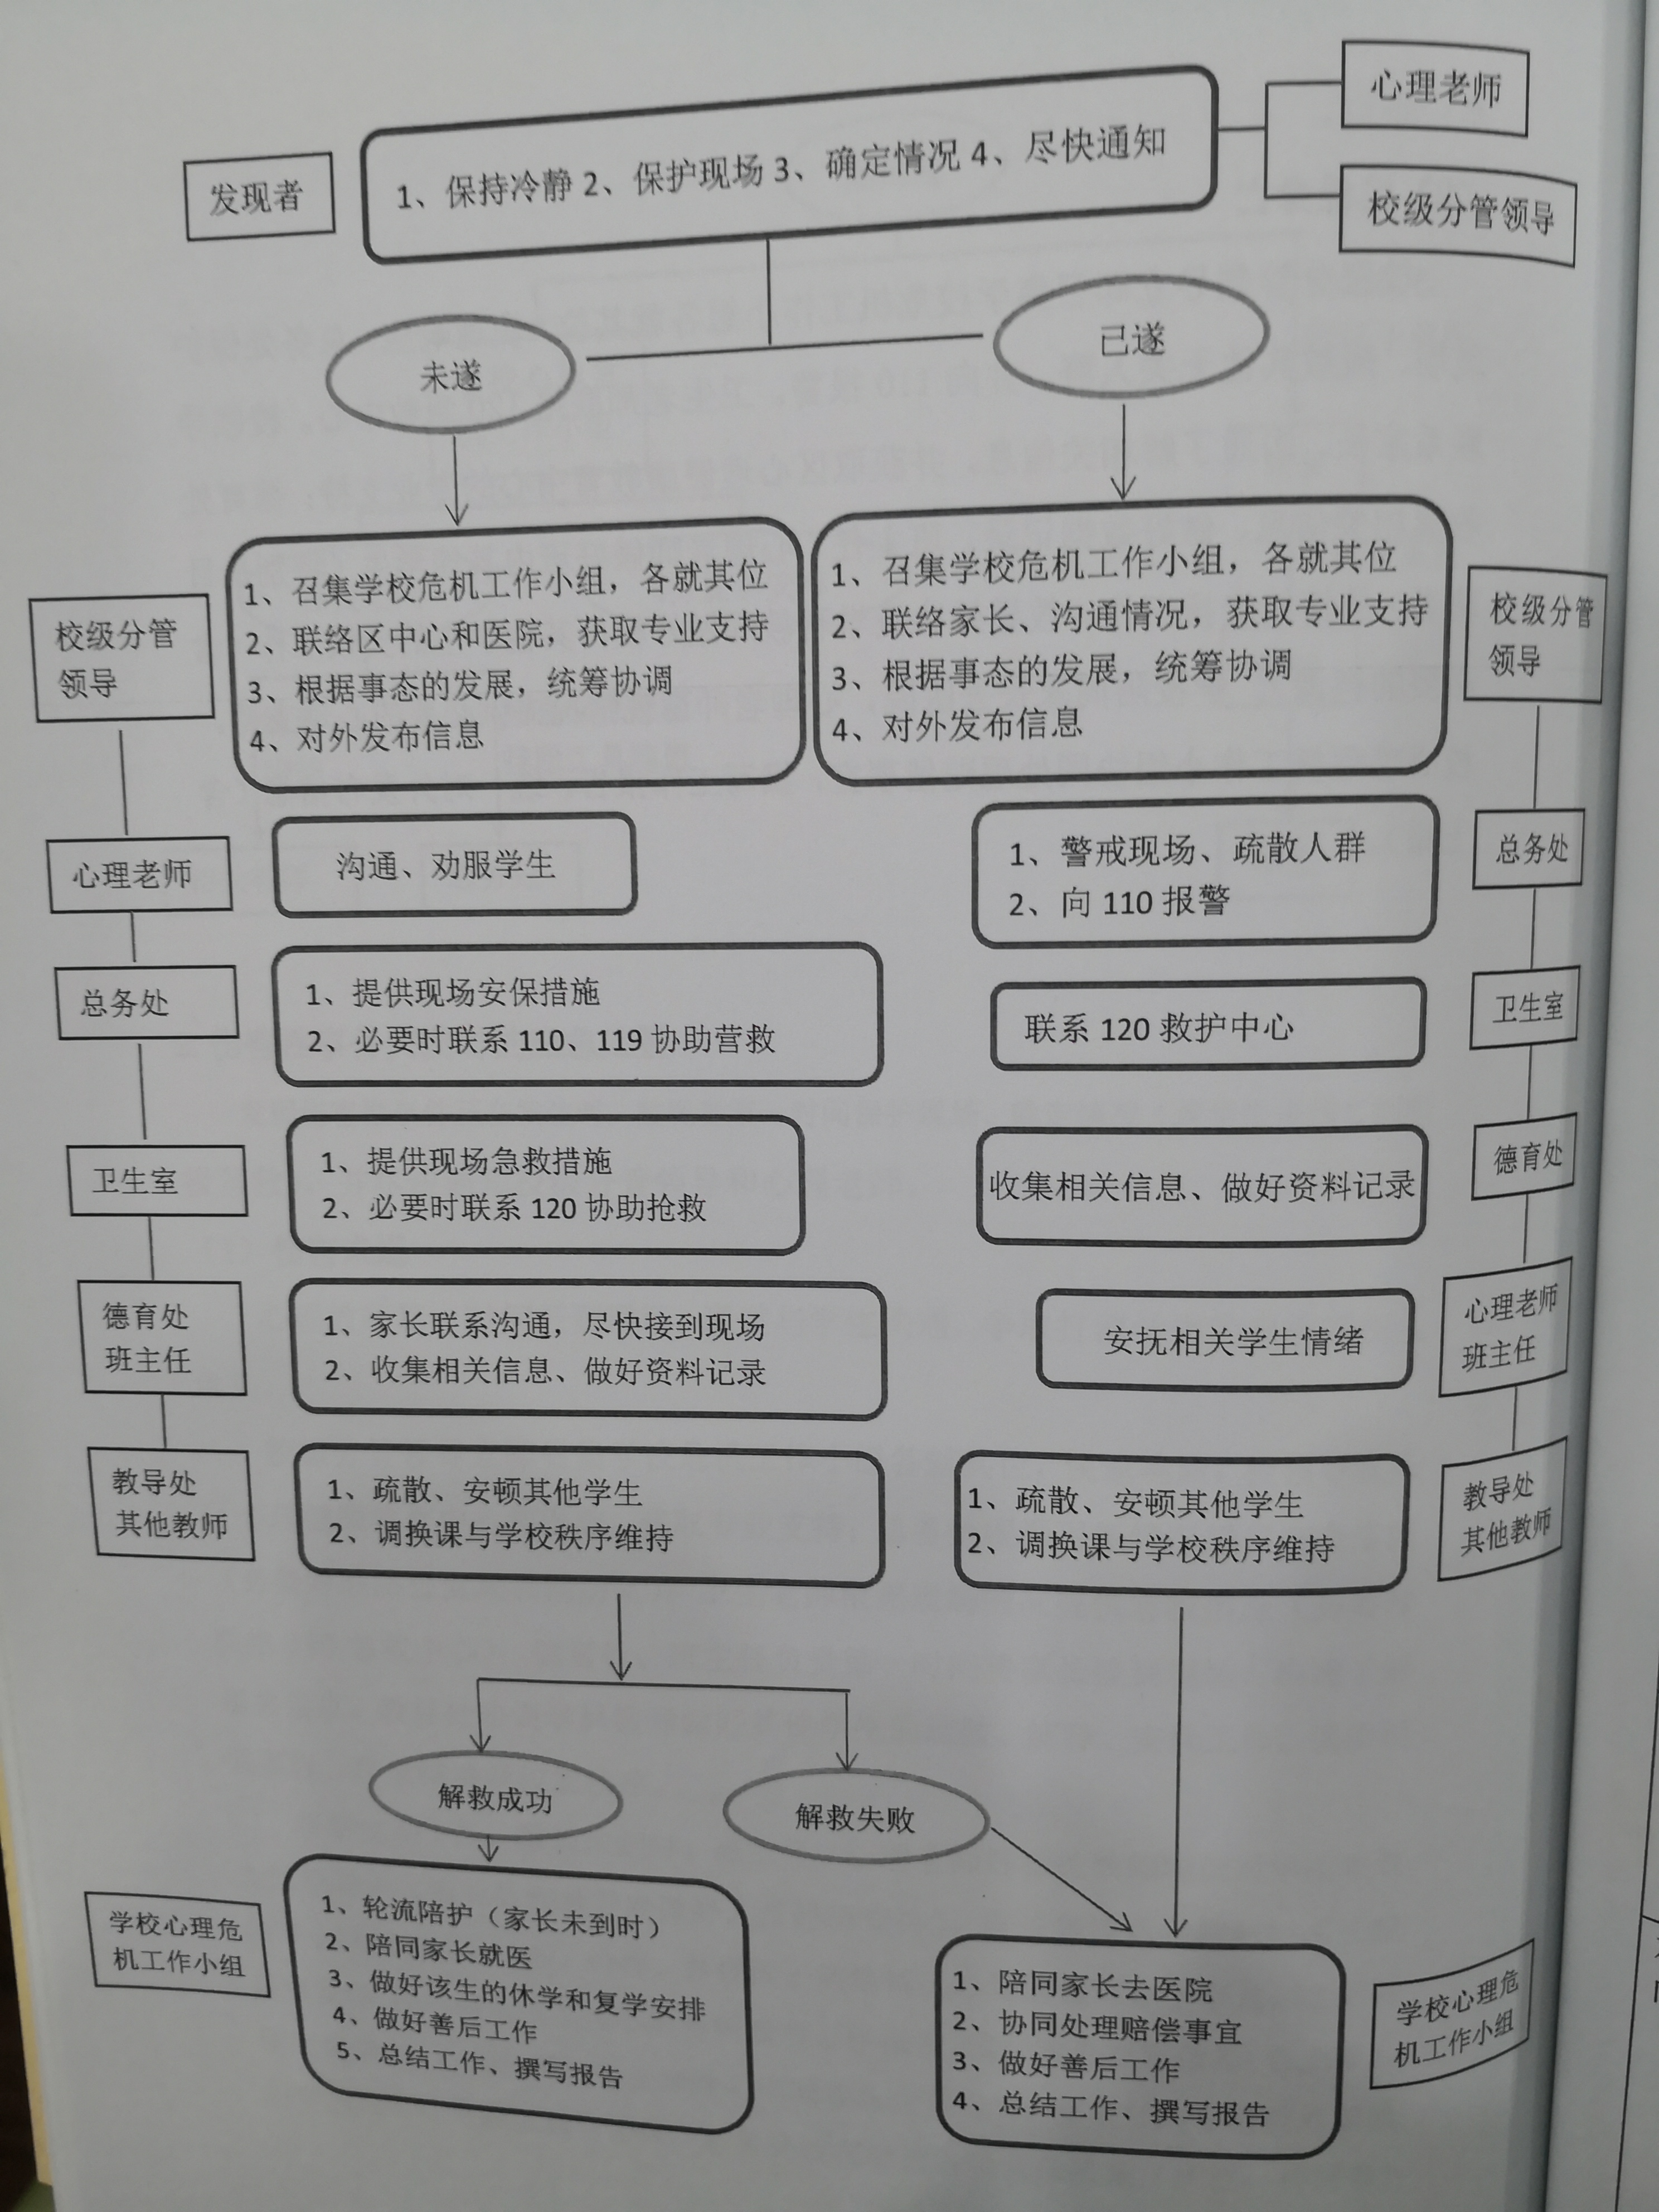 心理老师
发现者
1、保持冷静 2、保护现场 3、确定情况 4、尽快通知
校级分管领导
未遂
已遂
校级分管
领导
1、召集学校危机工作小组，各就其位
2、联络区中心和医院，获取专业支持
3、根据事态的发展，统筹协调
4、对外发布信息
1、召集学校危机工作小组，各就其位
2、联络家长、沟通情况，获取专业支持
3、根据事态的发展，统筹协调
4、对外发布信息
校级分管
领导
心理老师
沟通、劝服学生
1、警戒现场、疏散人群
2、向 110 报警
总务处
总务处
1、提供现场安保措施
2、必要时联系 110、119 协助营救
联系 120 救护中心
卫生室
卫生室
1、提供现场急救措施
2、必要时联系 120 协助抢救
收集相关信息、做好资料记录
德育处
德育处
班主任
1、家长联系沟通，尽快接到现场
2、收集相关信息、做好资料记录
安抚相关学生情绪
心理老师
班主任
教导处
其他教师
1、疏散、安顿其他学生
2、调换课与学校秩序维持
1、疏散、安顿其他学生
2、调换课与学校秩序维持
教导处
其他教师
解救成功
解救失败
学校心理危
机工作小组
1、轮流陪护（家长未到时）
2、陪同家长就医
3、做好该生的休学和复学安排
4、做好善后工作
5、总结工作、撰写报告
1、陪同家长去医院
2、协同处理赔偿事宜
3、做好善后工作
4、总结工作、撰写报告
学校心理危
机工作小组